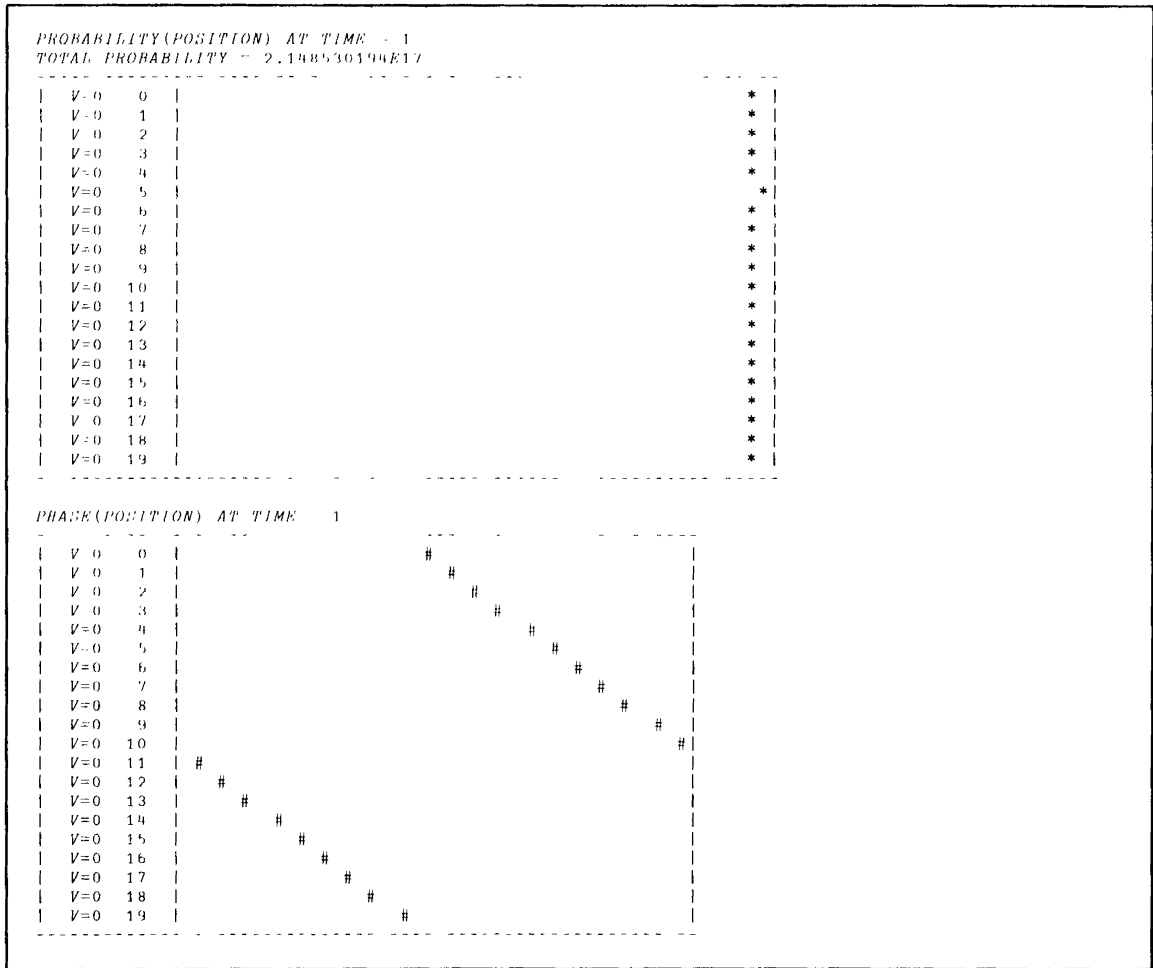 PROBABILITY(POSITION) AT TIME - 1
TOTAL PROBABILITY = 2.148530194E17
| V=0 0 | * |
| V=0 1 | * |
| V 0 2 | * |
| V=0 3 | * |
| V=0 4 | * |
| V=0 5 | * |
| V=0 6 | * |
| V=0 7 | * |
| V=0 8 | * |
| V=0 9 | * |
| V=0 10 | * |
| V=0 11 | * |
| V=0 12 | * |
| V=0 13 | * |
| V=0 14 | * |
| V=0 15 | * |
| V=0 16 | * |
| V 0 17 | * |
| V=0 18 | * |
| V=0 19 | * |
PHASE(POSITION) AT TIME 1
| V 0 0 | # |
| V 0 1 | # |
| V 0 2 | # |
| V 0 3 | # |
| V=0 4 | # |
| V=0 5 | # |
| V=0 6 | # |
| V=0 7 | # |
| V=0 8 | # |
| V=0 9 | # |
| V=0 10 | # |
| V=0 11 | # |
| V=0 12 | # |
| V=0 13 | # |
| V=0 14 | # |
| V=0 15 | # |
| V=0 16 | # |
| V=0 17 | # |
| V=0 18 | # |
| V=0 19 | # |